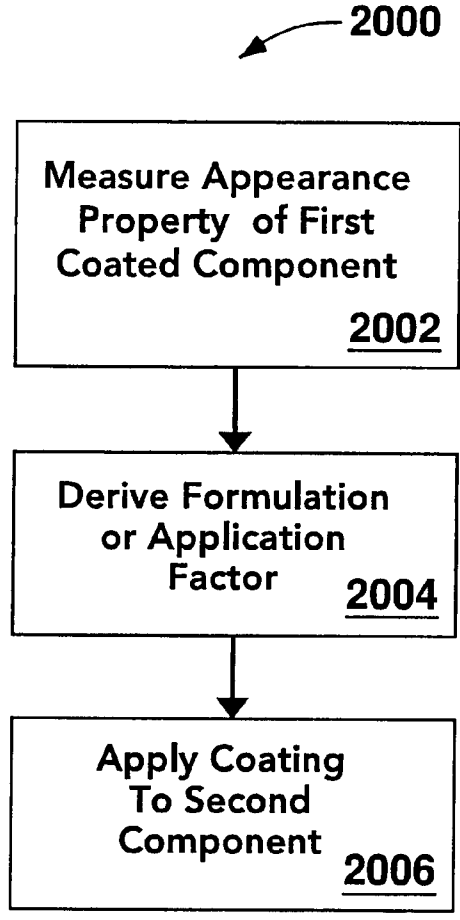 2000
Measure Appearance
Property of First
Coated Component
2002
Derive Formulation
or Application
Factor
2004
Apply Coating
To Second
Component
2006